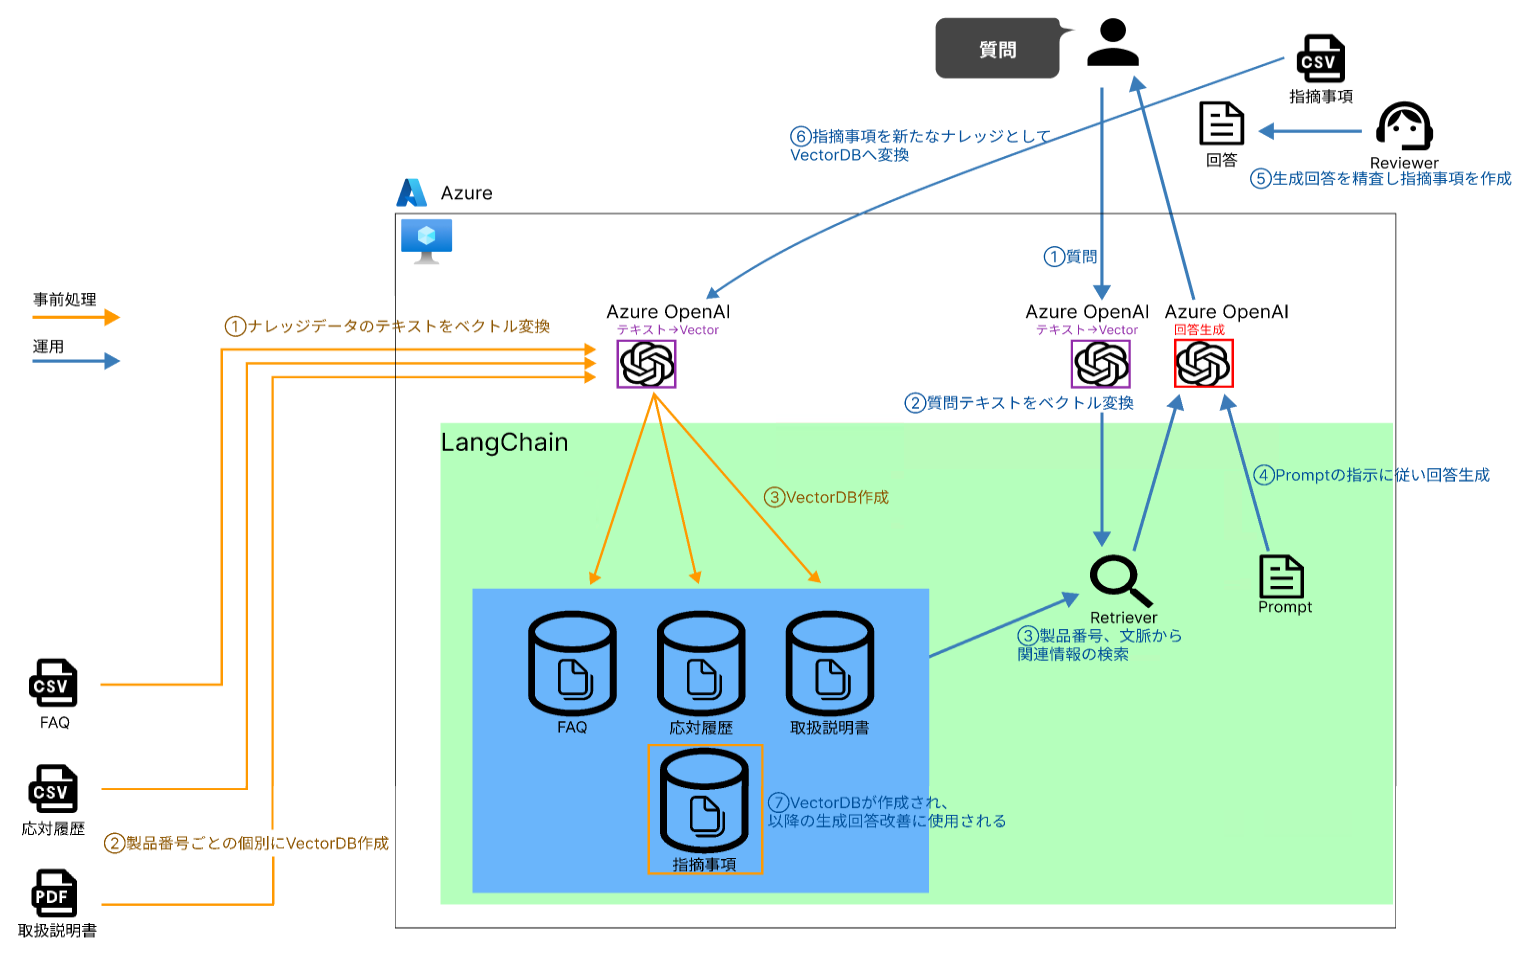 質問
CSV
指摘事項
回答
Reviewer
⑤生成回答を精査し指摘事項を作成
⑥指摘事項を新たなナレッジとして
VectorDBへ変換
Azure
①質問
事前処理
運用
①ナレッジデータのテキストをベクトル変換
Azure OpenAI
テキスト→Vector
Azure OpenAI
テキスト→Vector
Azure OpenAI
回答生成
②質問テキストをベクトル変換
LangChain
③VectorDB作成
④Promptの指示に従い回答生成
Retriever
③製品番号、文脈から
関連情報の検索
Prompt
CSV
FAQ
CSV
応対履歴
②製品番号ごとの個別にVectorDB作成
PDF
取扱説明書
FAQ
応対履歴
取扱説明書
指摘事項
⑦VectorDBが作成され、
以降の生成回答改善に使用される